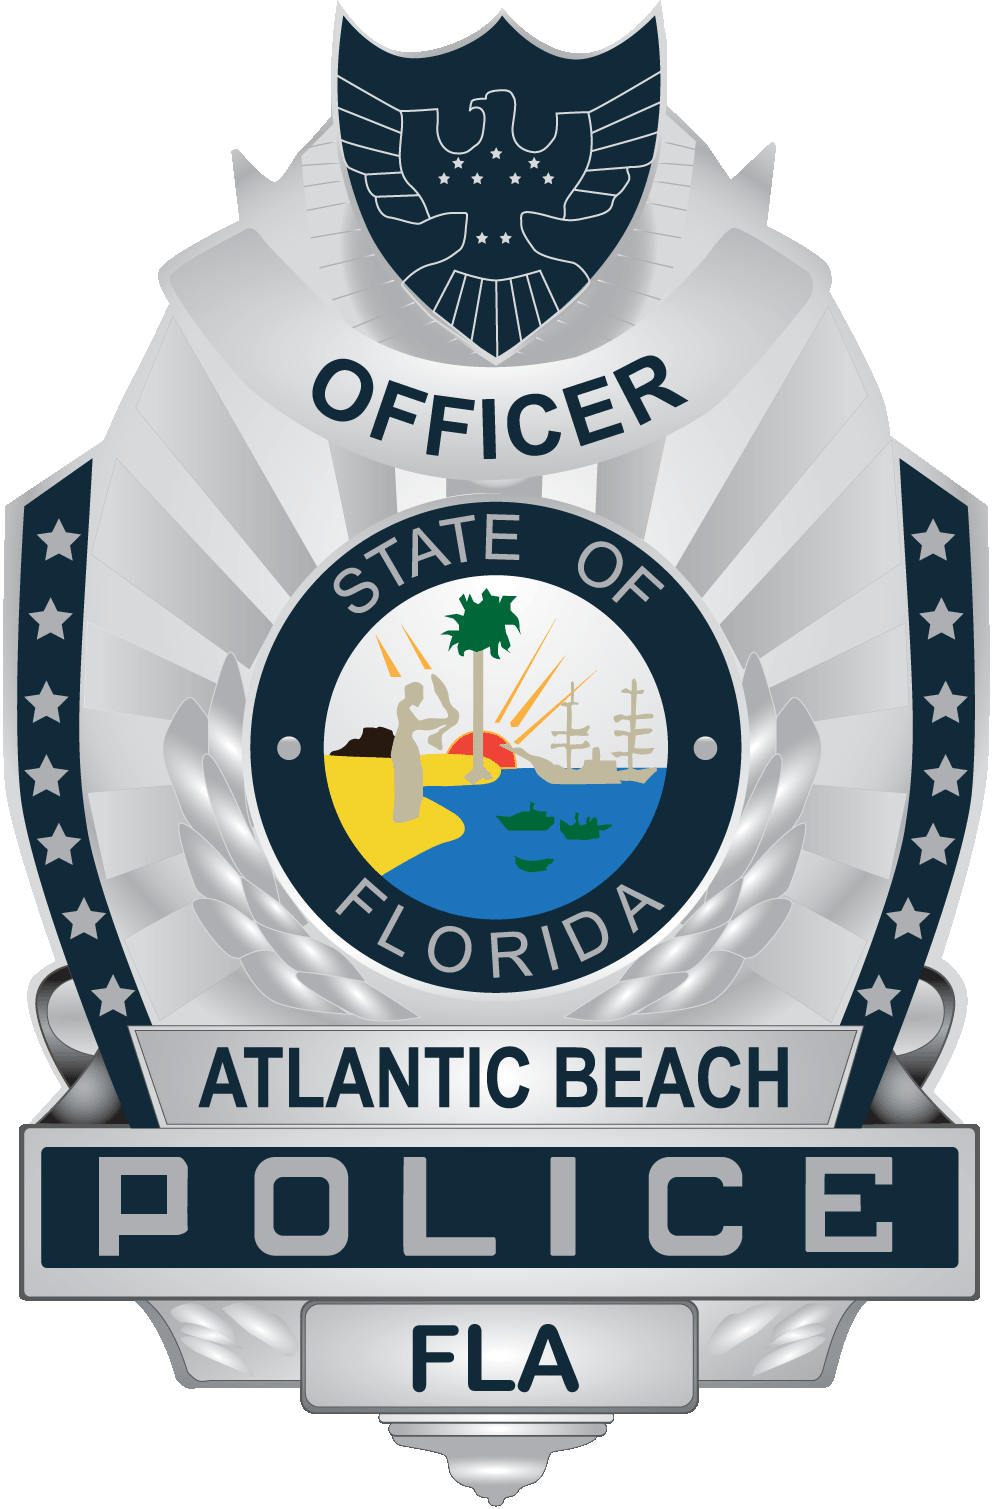 OFFICER
STATE OF
FLORIDA
ATLANTIC BEACH
POLICE
FLA